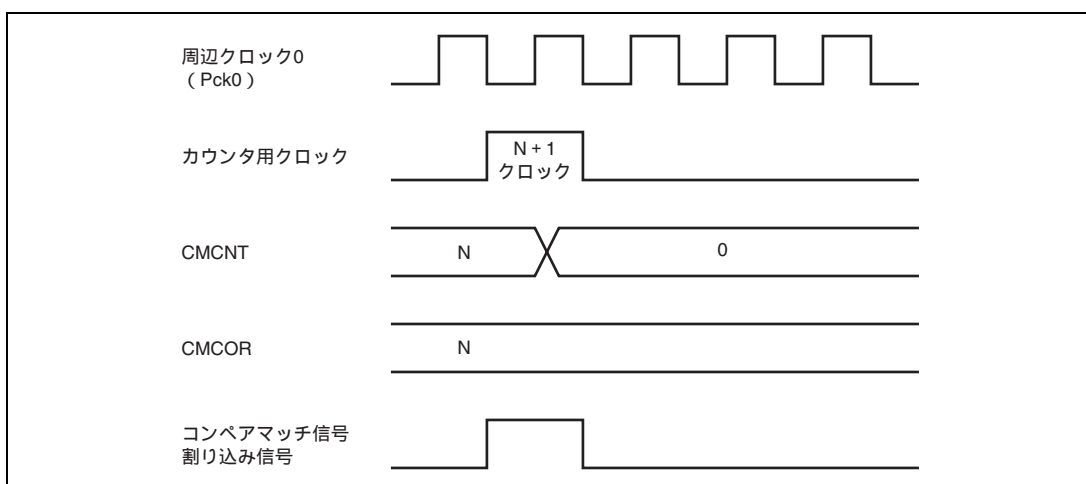 周辺クロック0
（Pck0）
カウンタ用クロック
N + 1
クロック
CMCNT
N
0
CMCOR
N
コンペアマッチ信号
割り込み信号